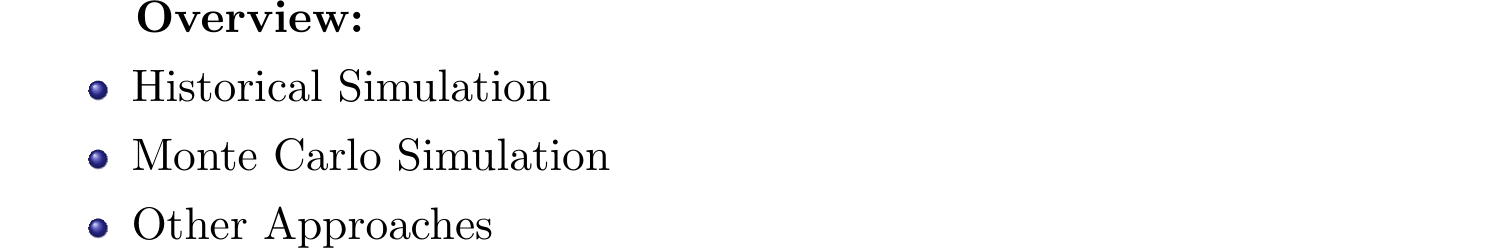 Overview:
Historical Simulation
Monte Carlo Simulation
Other Approaches